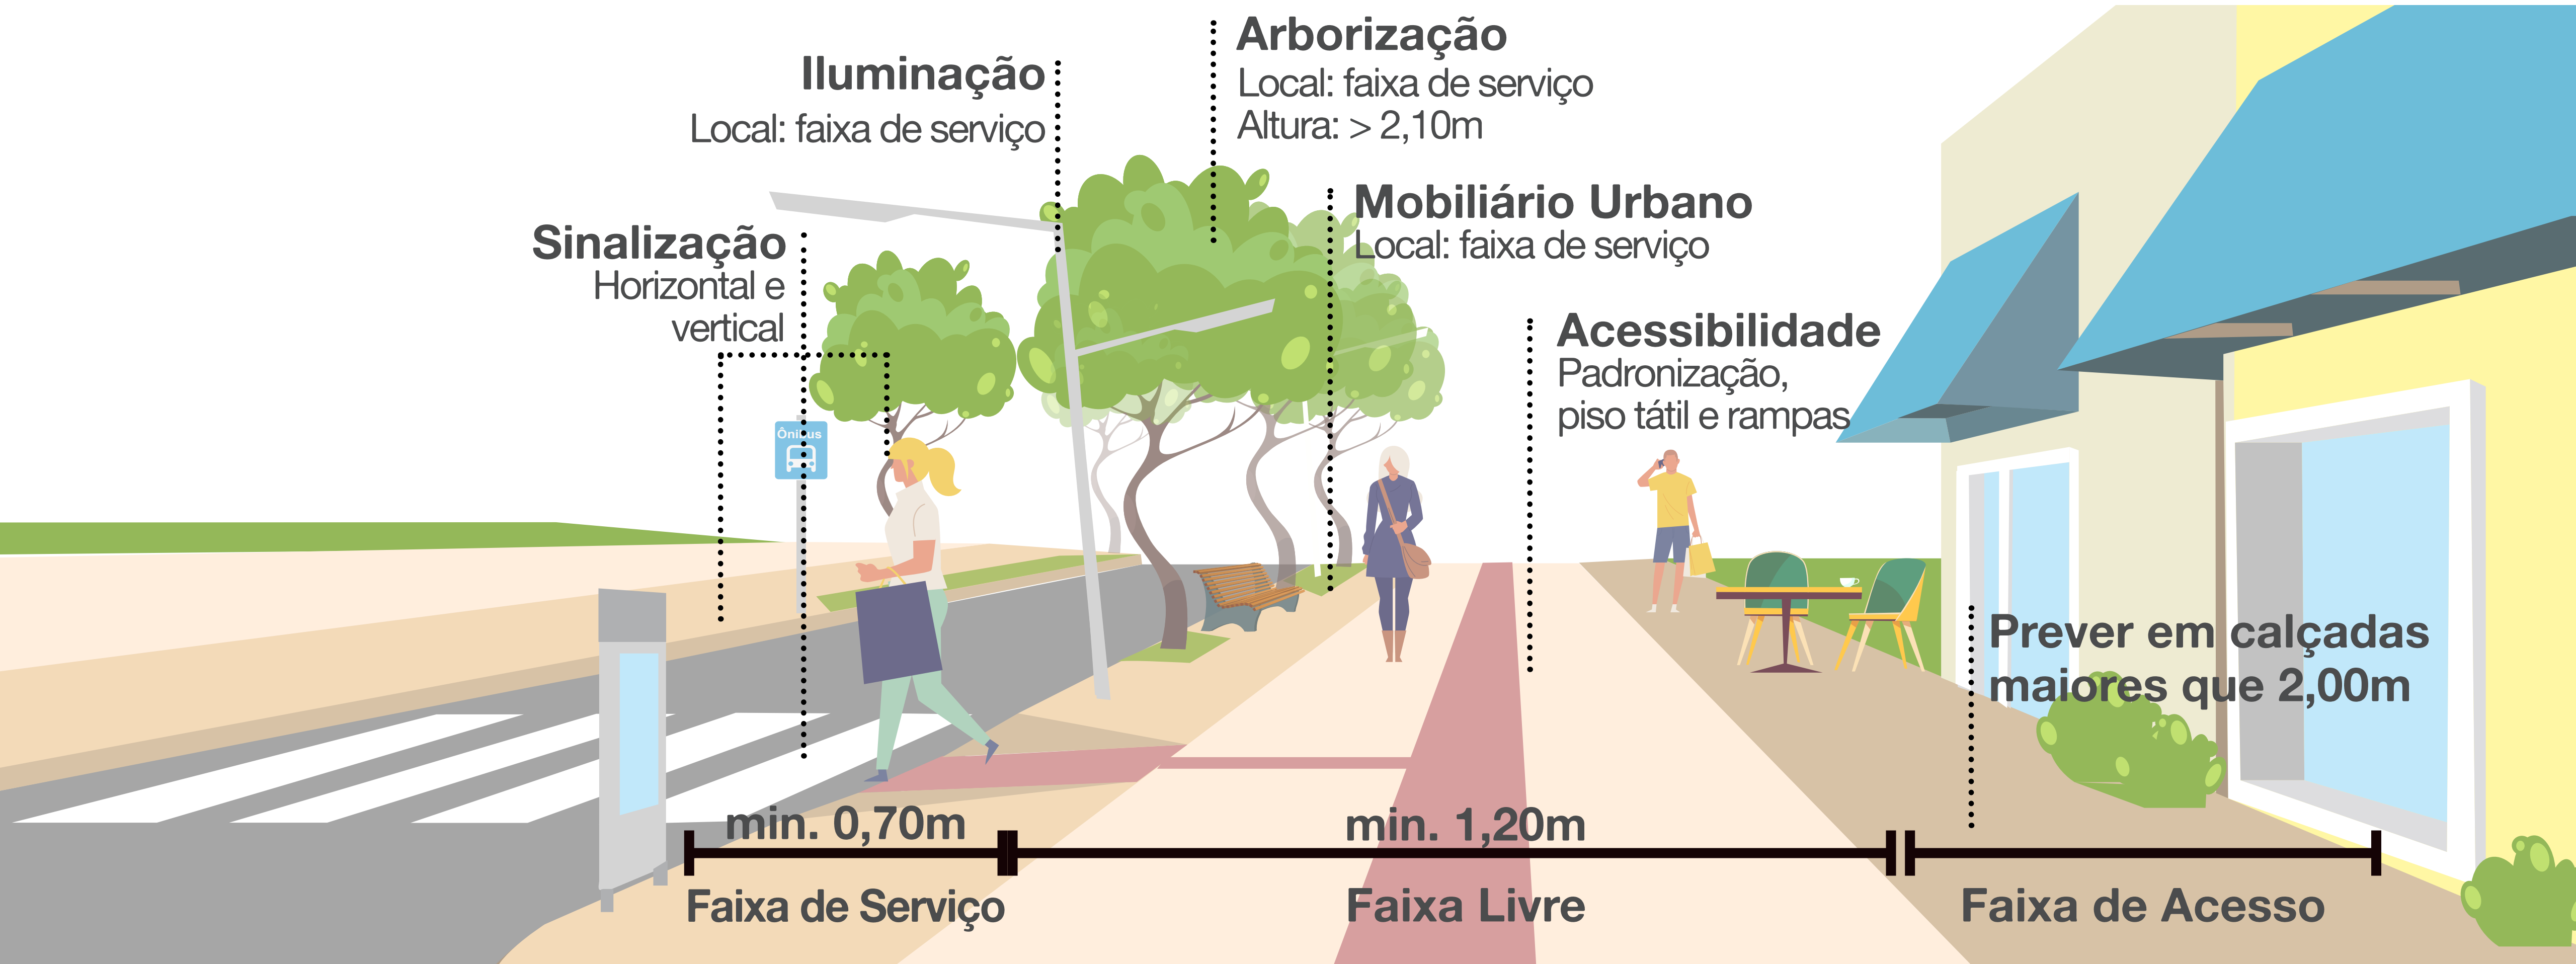 Arborização
Local: faixa de serviço
Altura: > 2,10m
Iluminação
Local: faixa de serviço
Mobiliário Urbano
Local: faixa de serviço
Sinalização
Horizontal e
vertical
Acessibilidade
Padronização,
piso tátil e rampas
Ônibus
Prever em calçadas
maiores que 2,00m
min. 0,70m
min. 1,20m
Faixa de Serviço
Faixa Livre
Faixa de Acesso